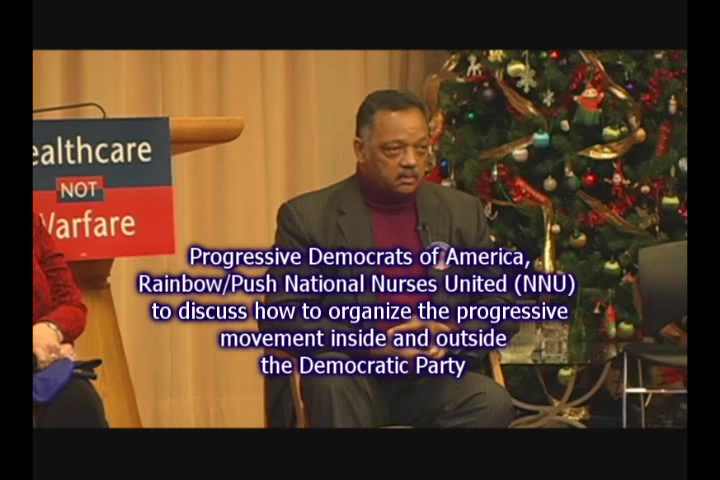 ealthcare
NOT
Warfare
Progressive Democrats of America,
Rainbow/Push National Nurses United (NNU)
to discuss how to organize the progressive
movement inside and outside
the Democratic Party